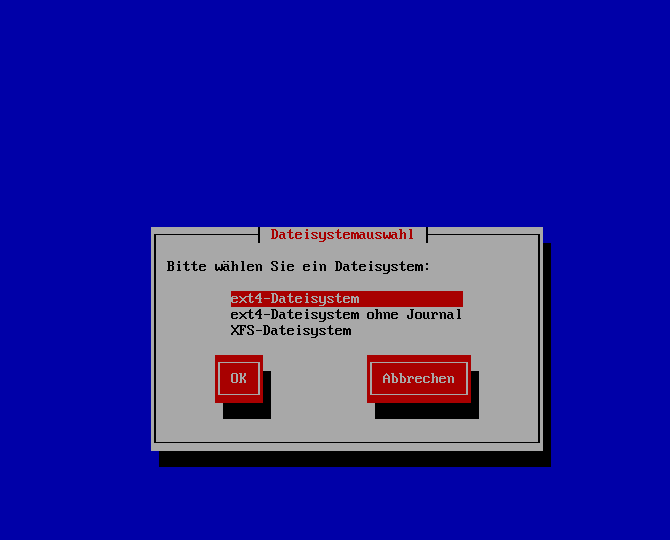 Dateisystemauswahl
Bitte wählen Sie ein Dateisystem:
ext4-Dateisystem
ext4-Dateisystem ohne Journal
XFS-Dateisystem
OK
Abbrechen